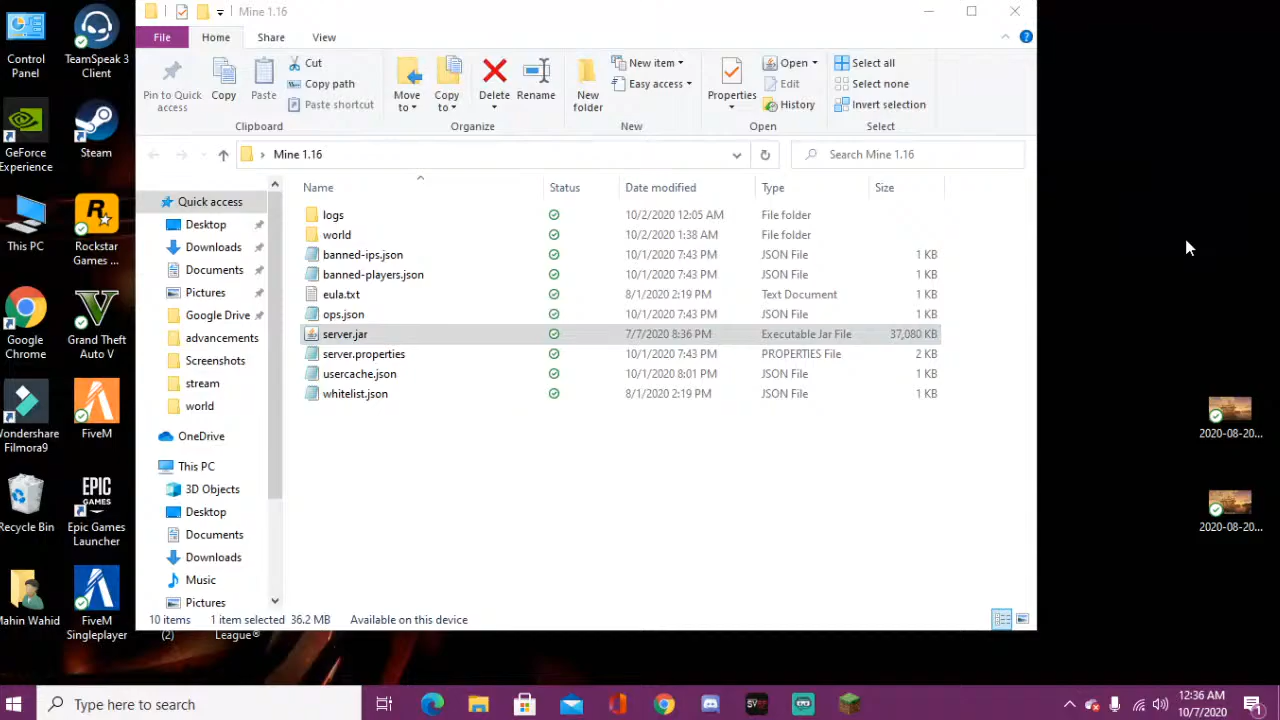 Control
Panel
TeamSpeak 3
Client
GeForce
Experience
Steam
This PC
Rockstar
Games ...
Google
Chrome
Grand Theft
Auto V
Wondershare
Filmora9
FiveM
Recycle Bin
EPIC
GAMES
Epic Games
Launcher
Mahin Wahid
FiveM
Singleplayer
(2)
League®
Mine 1.16
File
Home
Share
View
Pin to Quick
access
Copy
Paste
Cut
Copy path
Paste shortcut
Clipboard
Move
to
Copy
to
Delete
Rename
Organize
New
folder
New item
Easy access
New
Properties
Open
Edit
History
Open
Select all
Select none
Invert selection
Select
Mine 1.16
Search Mine 1.16
Quick access
Desktop
Downloads
Documents
Pictures
Google Drive
advancements
Screenshots
stream
world
OneDrive
This PC
3D Objects
Desktop
Documents
Downloads
Music
Pictures
Name Status Date modified Type Size
logs 10/2/2020 12:05 AM File folder
world 10/2/2020 1:38 AM File folder
banned-ips.json 10/1/2020 7:43 PM JSON File 1 KB
banned-players.json 10/1/2020 7:43 PM JSON File 1 KB
eula.txt 8/1/2020 2:19 PM Text Document 1 KB
ops.json 10/1/2020 7:43 PM JSON File 1 KB
server.jar 7/7/2020 8:36 PM Executable Jar File 37,080 KB
server.properties 10/1/2020 7:43 PM PROPERTIES File 2 KB
usercache.json 10/1/2020 8:01 PM JSON File 1 KB
whitelist.json 8/1/2020 2:19 PM JSON File 1 KB
10 items 1 item selected 36.2 MB Available on this device
2020-08-20...
2020-08-20...
Type here to search
12:36 AM
10/7/2020
1